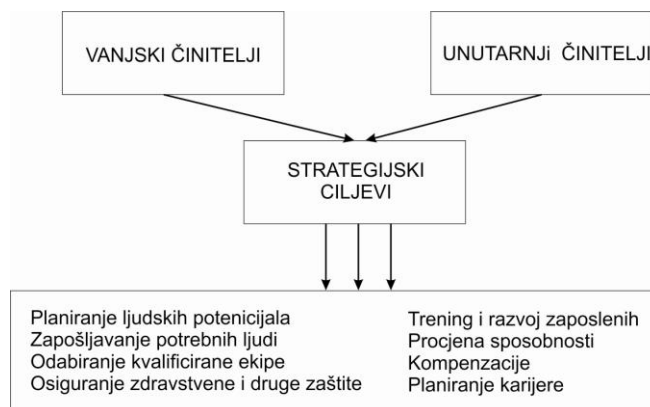 VANJSKI ČINITELJI
UNUTARNJi ČINITELJI
STRATEGIJSKI
CILJEVI
Planiranje ljudskih potenicijala
Zapošljavanje potrebnih ljudi
Odabiranje kvalificirane ekipe
Osiguranje zdravstvene i druge zaštite
Trening i razvoj zaposlenih
Procjena sposobnosti
Kompenzacije
Planiranje karijere